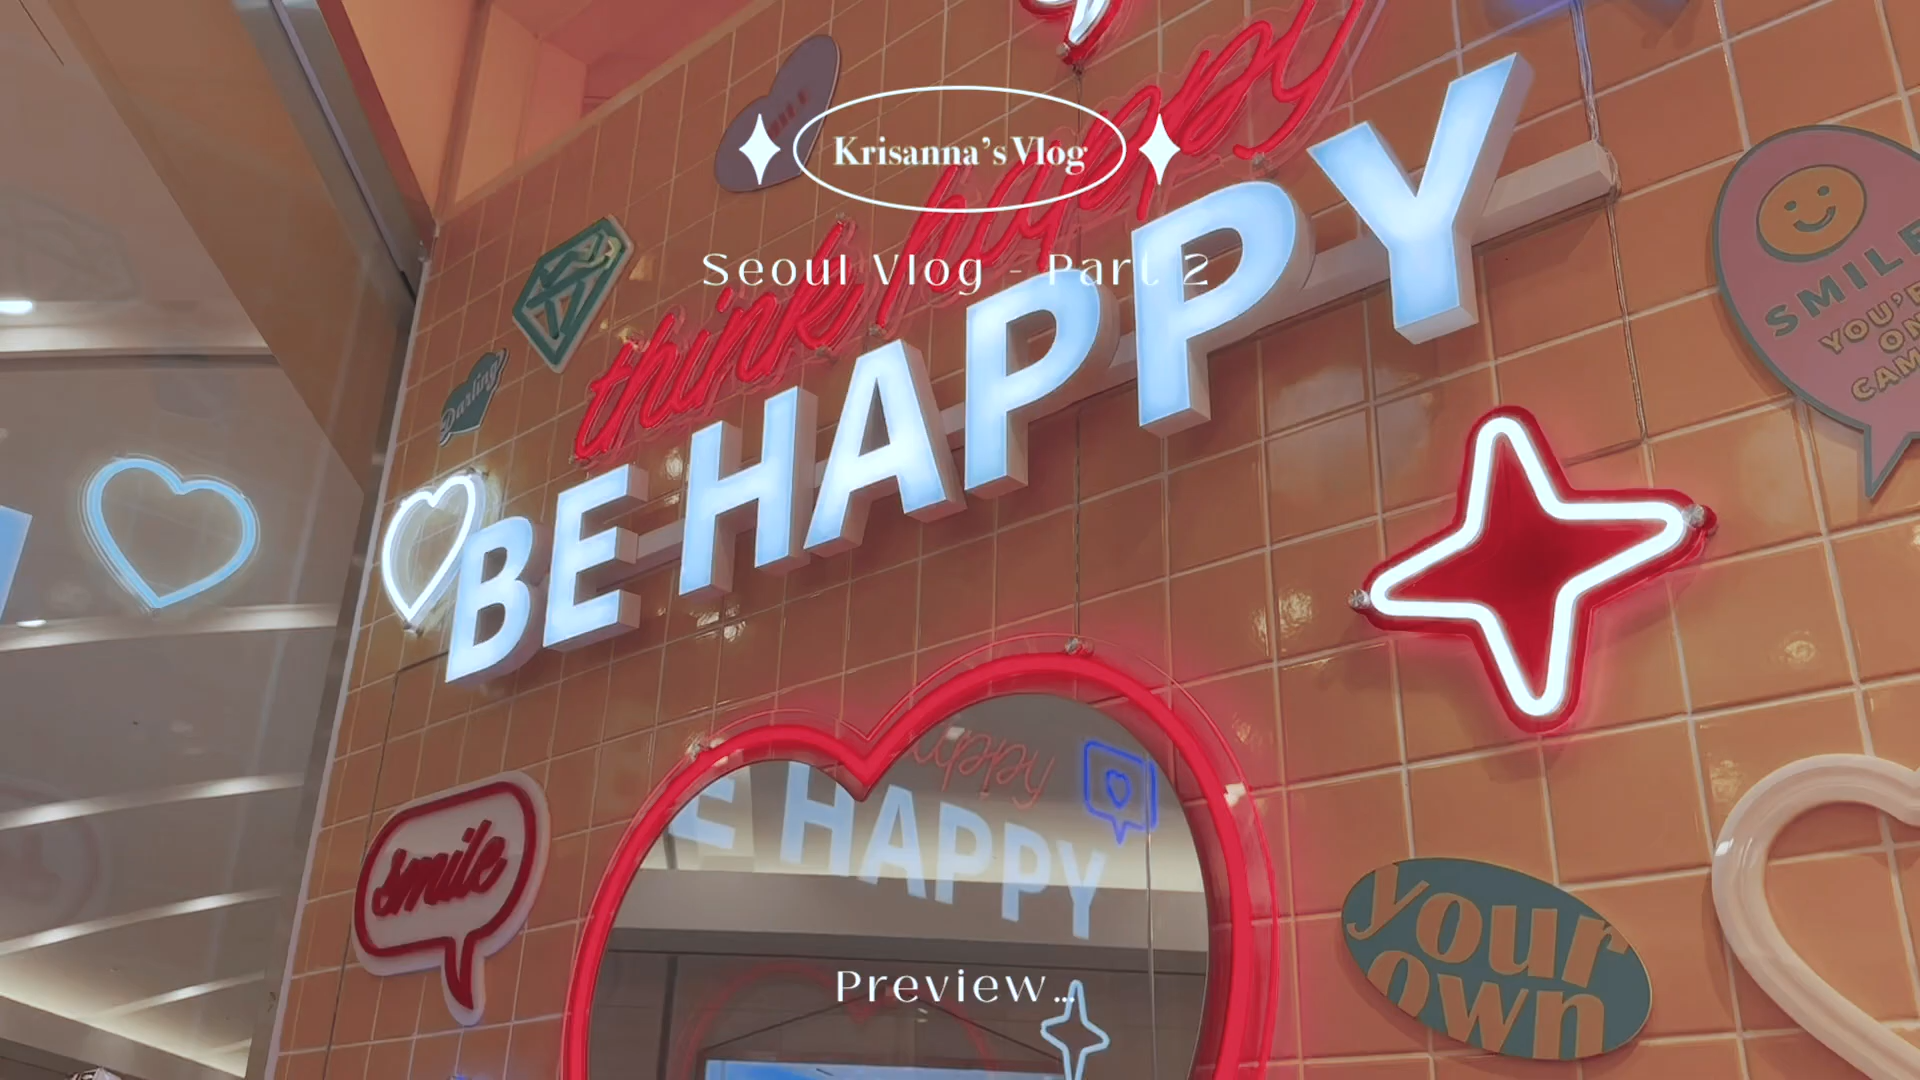 Krisanna's Vlog
Seoul Vlog - Part 2
think happy
BE HAPPY
Darling
SMILE
YOU'R
ON
CAM
smile
appy
E HAPPY
your
own
Preview...